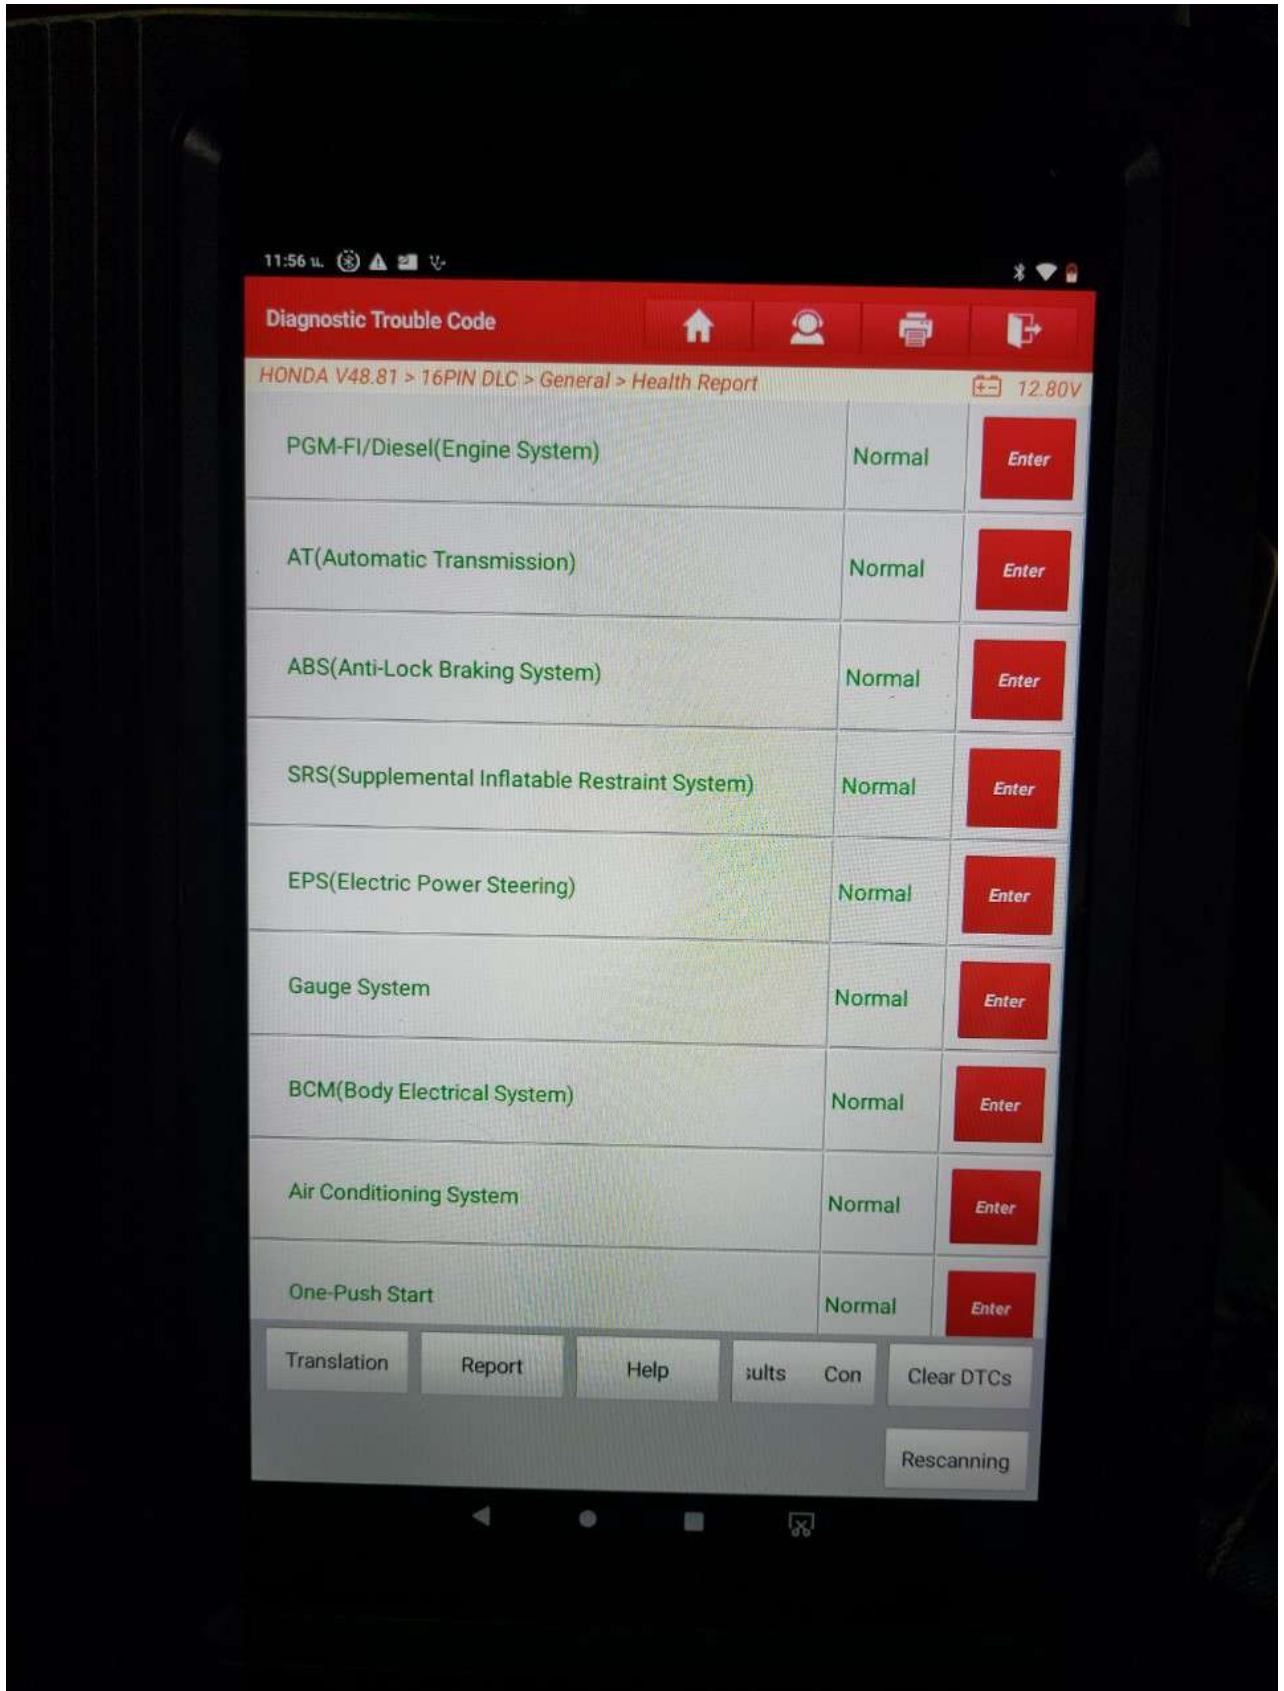 11:56 น.
Diagnostic Trouble Code
HONDA V48.81 > 16PIN DLC > General > Health Report 12.80V
PGM-FI/Diesel(Engine System) Normal Enter
AT(Automatic Transmission) Normal Enter
ABS(Anti-Lock Braking System) Normal Enter
SRS(Supplemental Inflatable Restraint System) Normal Enter
EPS(Electric Power Steering) Normal Enter
Gauge System Normal Enter
BCM(Body Electrical System) Normal Enter
Air Conditioning System Normal Enter
One-Push Start Normal Enter
Translation Report Help sults Con Clear DTCs
Rescanning